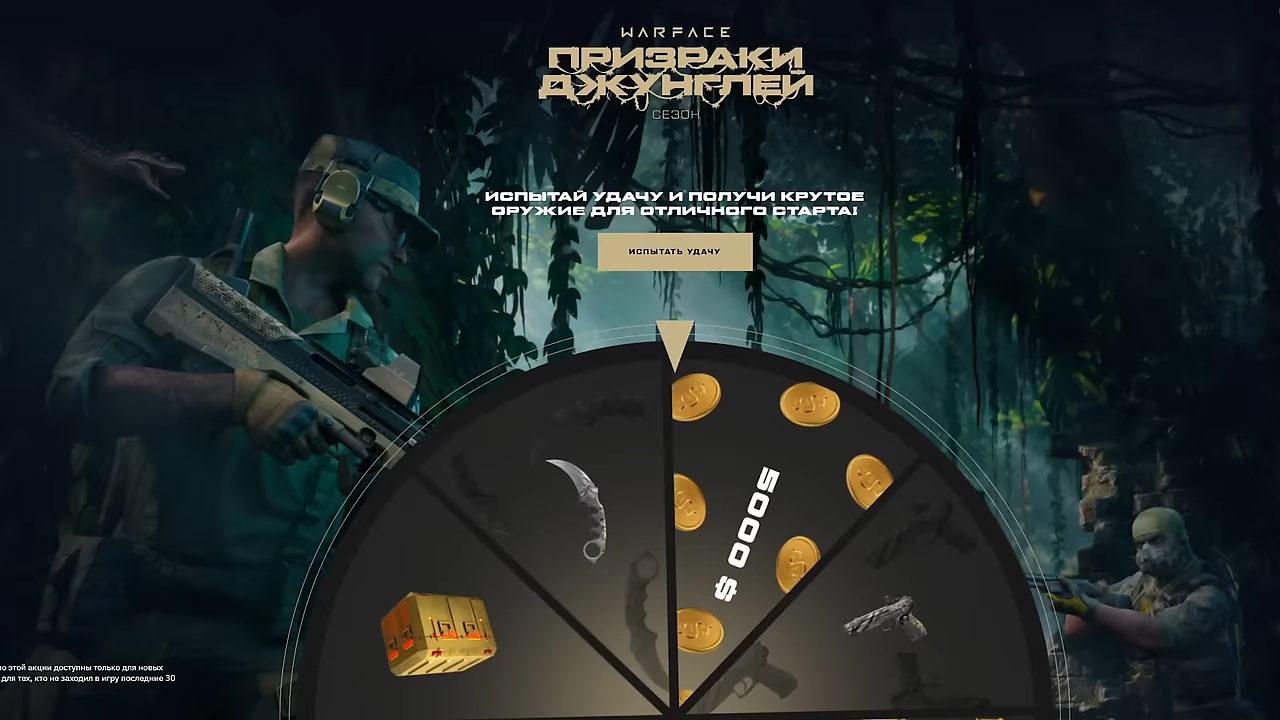 WARFACE
ПРИЗРАКИ
ДЖУНГЛЕЙ
СЕЗОН
ИСПЫТАЙ УДАЧУ И ПОЛУЧИ КРУТОЕ
ОРУЖИЕ ДЛЯ ОТЛИЧНОГО СТАРТА!
ИСПЫТАТЬ УДАЧУ
5000 $
по этой акции доступны только для новых
для тех, кто не заходил в игру последние 30